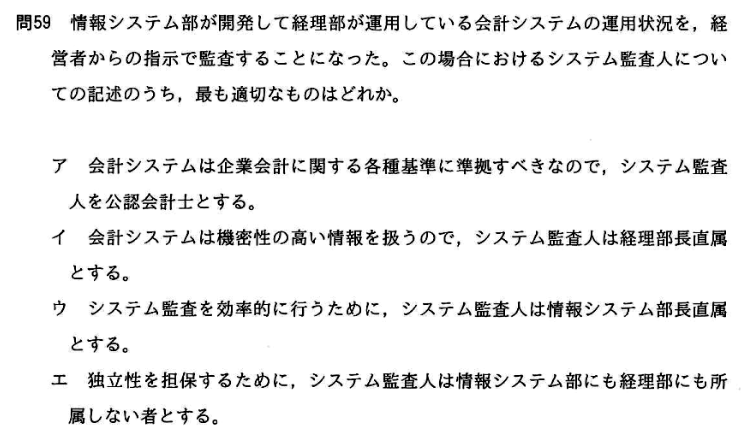 問59 情報システム部が開発して経理部が運用している会計システムの運用状況を，経
営者からの指示で監査することになった。この場合におけるシステム監査人につい
ての記述のうち，最も適切なものはどれか。
ア 会計システムは企業会計に関する各種基準に準拠すべきなので，システム監査
人を公認会計士とする。
イ 会計システムは機密性の高い情報を扱うので，システム監査人は経理部長直属
とする。
ウ システム監査を効率的に行うために，システム監査人は情報システム部長直属
とする。
エ 独立性を担保するために，システム監査人は情報システム部にも経理部にも所
属しない者とする。